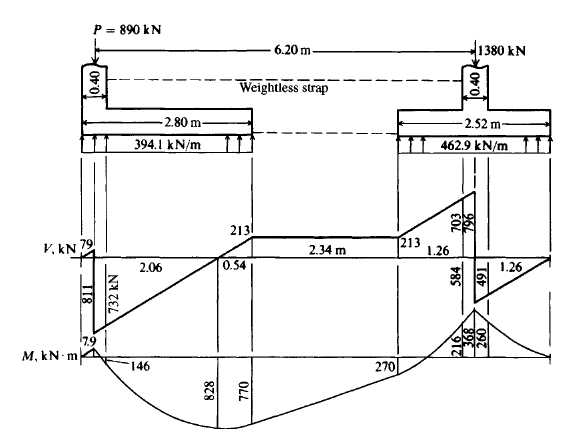 P = 890 kN
6.20 m
1380 kN
0.40
Weightless strap
0.40
2.80 m
2.52 m
394.1 kN/m
462.9 kN/m
V, kN
79
811
732 kN
2.06
213
0.54
2.34 m
213
1.26
703
796
584
491
1.26
M, kN·m
7.9
146
828
770
270
216
368
260